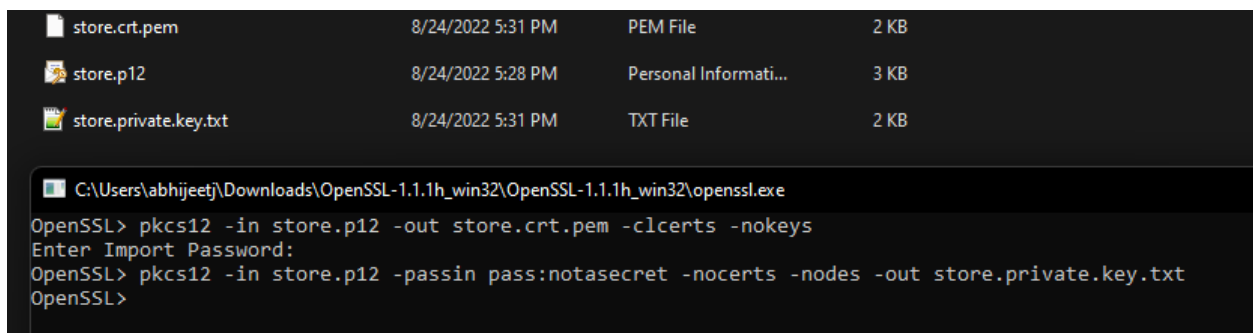 store.crt.pem 8/24/2022 5:31 PM PEM File 2 KB
store.p12 8/24/2022 5:28 PM Personal Informati... 3 KB
store.private.key.txt 8/24/2022 5:31 PM TXT File 2 KB
C:\Users\abhijeetj\Downloads\OpenSSL-1.1.1h_win32\OpenSSL-1.1.1h_win32\openssl.exe
OpenSSL> pkcs12 -in store.p12 -out store.crt.pem -clcerts -nokeys
Enter Import Password:
OpenSSL> pkcs12 -in store.p12 -passin pass:notasecret -nocerts -nodes -out store.private.key.txt
OpenSSL>